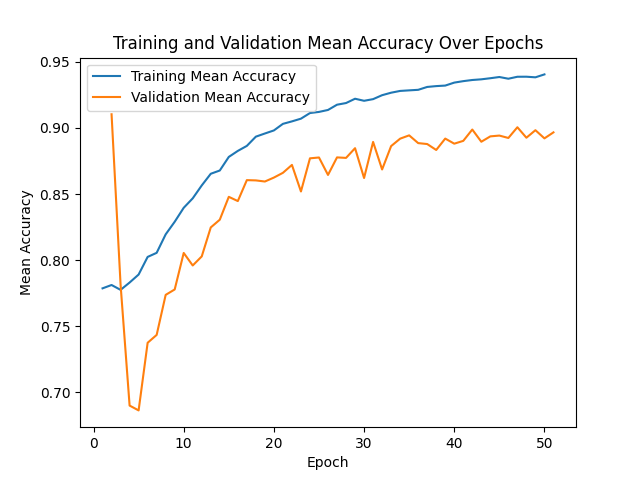 Training and Validation Mean Accuracy Over Epochs
Training Mean Accuracy
Validation Mean Accuracy
0.95
0.90
0.85
0.80
0.75
0.70
Mean Accuracy
0 10 20 30 40 50
Epoch